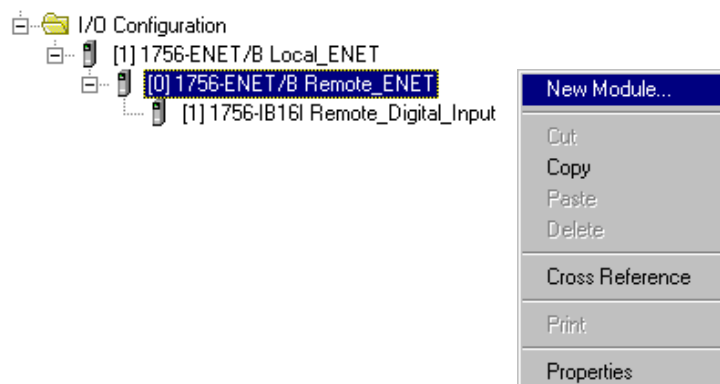 I/O Configuration
[1] 1756-ENET/B Local_ENET
[0] 1756-ENET/B Remote_ENET
[1] 1756-IB16I Remote_Digital_Input
New Module...
Cut
Copy
Paste
Delete
Cross Reference
Print
Properties